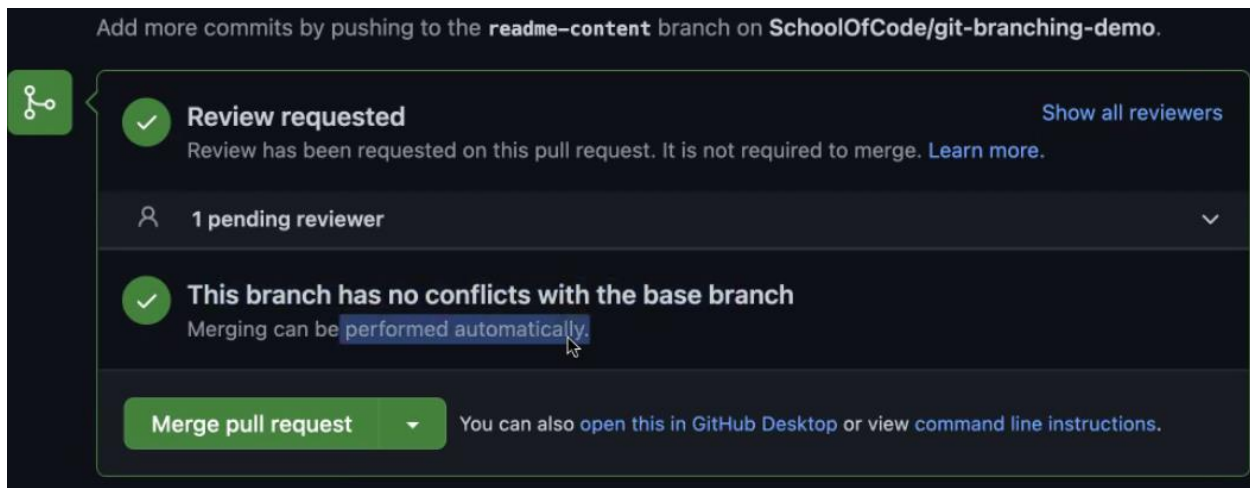 Add more commits by pushing to the readme-content branch on SchoolOfCode/git-branching-demo.
Review requested
Show all reviewers
Review has been requested on this pull request. It is not required to merge. Learn more.
1 pending reviewer
This branch has no conflicts with the base branch
Merging can be performed automatically.
Merge pull request
You can also open this in GitHub Desktop or view command line instructions.